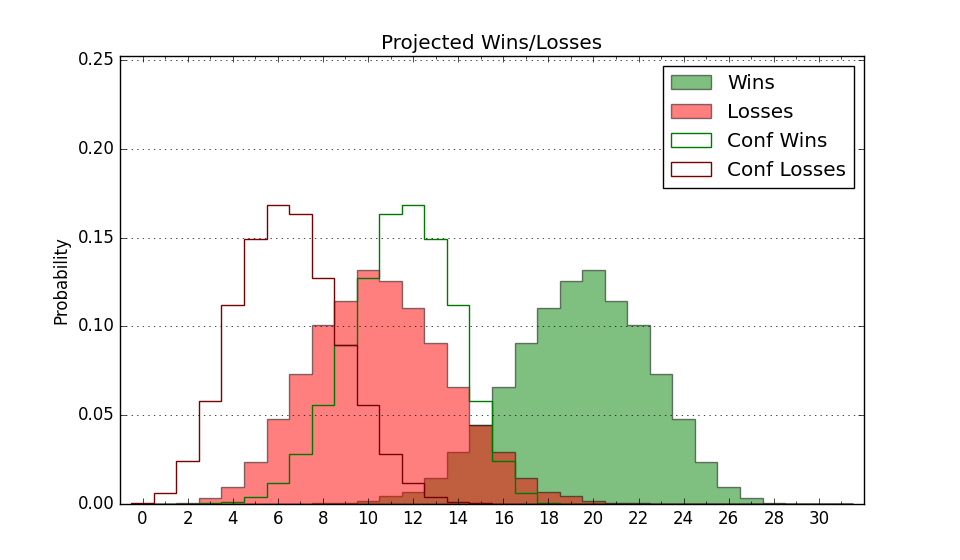 Projected Wins/Losses
0.25
0.20
0.15
0.10
0.05
0.00
Probability
Wins
Losses
Conf Wins
Conf Losses
0 2 4 6 8 10 12 14 16 18 20 22 24 26 28 30